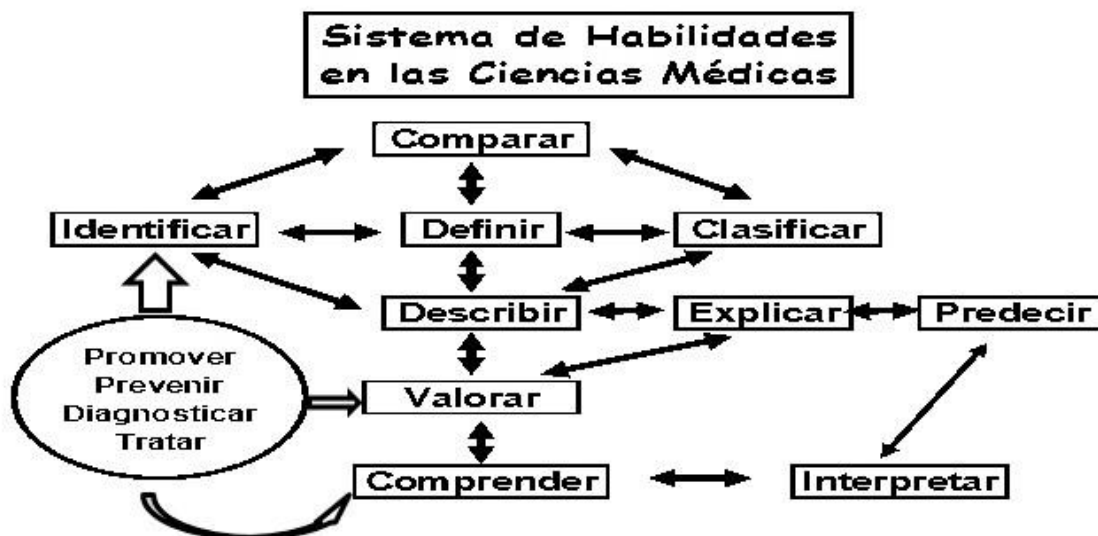 Sistema de Habilidades
en las Ciencias Médicas
Comparar
Identificar
Definir
Clasificar
Describir
Explicar
Predecir
Promover
Prevenir
Diagnosticar
Tratar
Valorar
Comprender
Interpretar